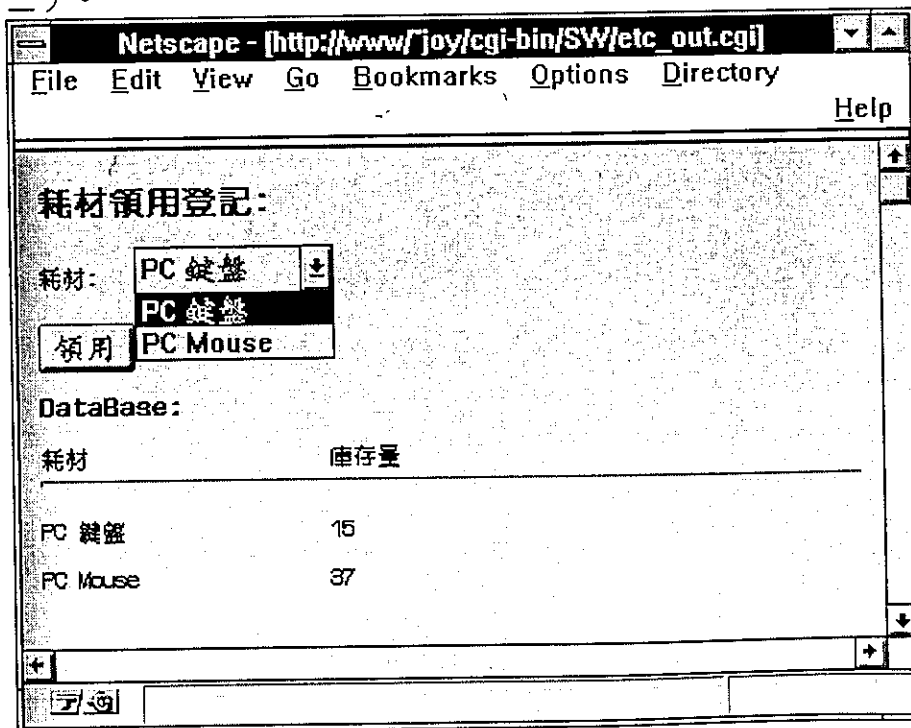 Netscape - [http://www/~joy/cgi-bin/SW/etc_out.cgi]
File Edit View Go Bookmarks Options Directory
Help
耗材領用登記:
耗材: PC 鍵盤
PC 鍵盤
領用 PC Mouse
DataBase:
耗材 庫存量
PC 鍵盤 15
PC Mouse 37